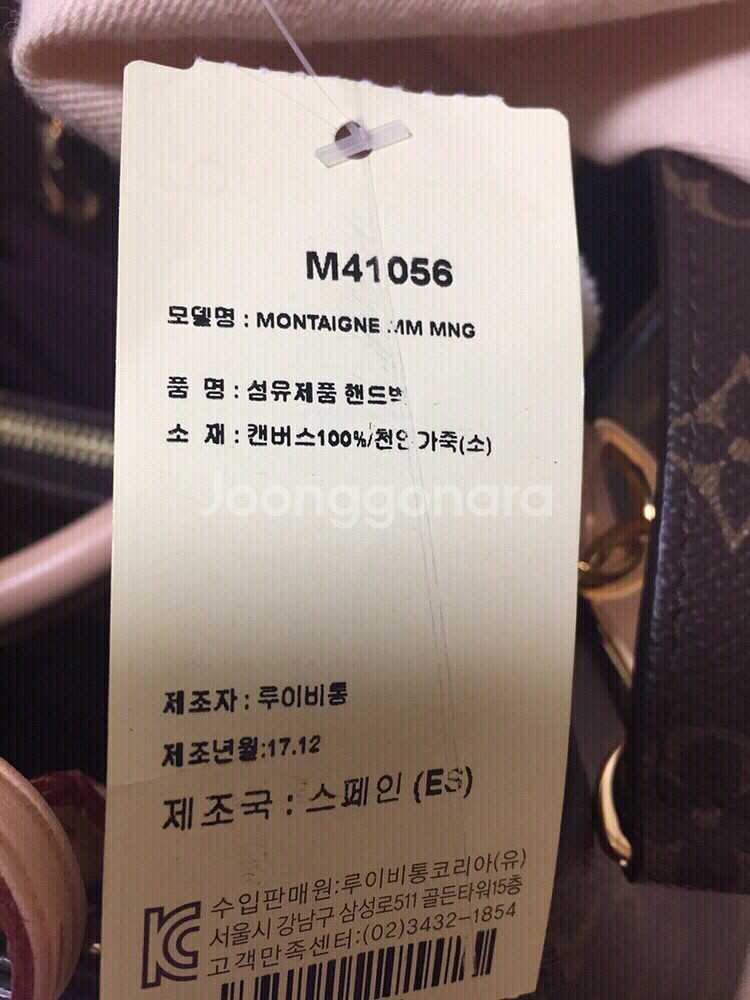 M41056
모델명 : MONTAIGNE MM MNG
품 명 : 섬유제품 핸드백
소 재 : 캔버스100%/천연가죽(소)
Joonggonara
제조자 : 루이비통
제조년월:17.12
제조국 : 스페인 (ES)
수입판매원:루이비통코리아(유)
서울시 강남구 삼성로511 골든타워15층
고객만족센터:(02)3432-1854